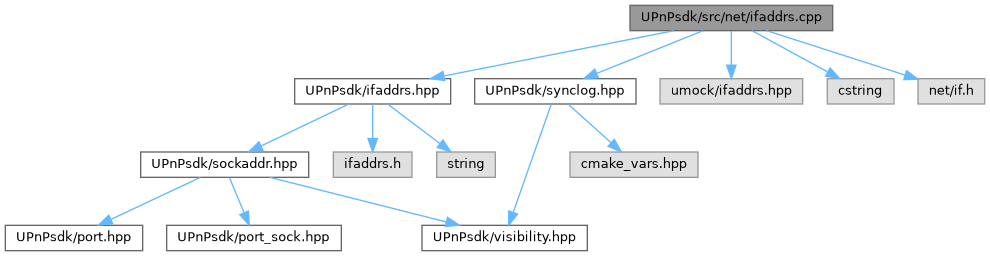 UPnPsdk/src/net/ifaddrs.cpp
UPnPsdk/ifaddrs.hpp
UPnPsdk/synclog.hpp
umock/ifaddrs.hpp
cstring
net/if.h
UPnPsdk/sockaddr.hpp
ifaddrs.h
string
cmake_vars.hpp
UPnPsdk/port.hpp
UPnPsdk/port_sock.hpp
UPnPsdk/visibility.hpp